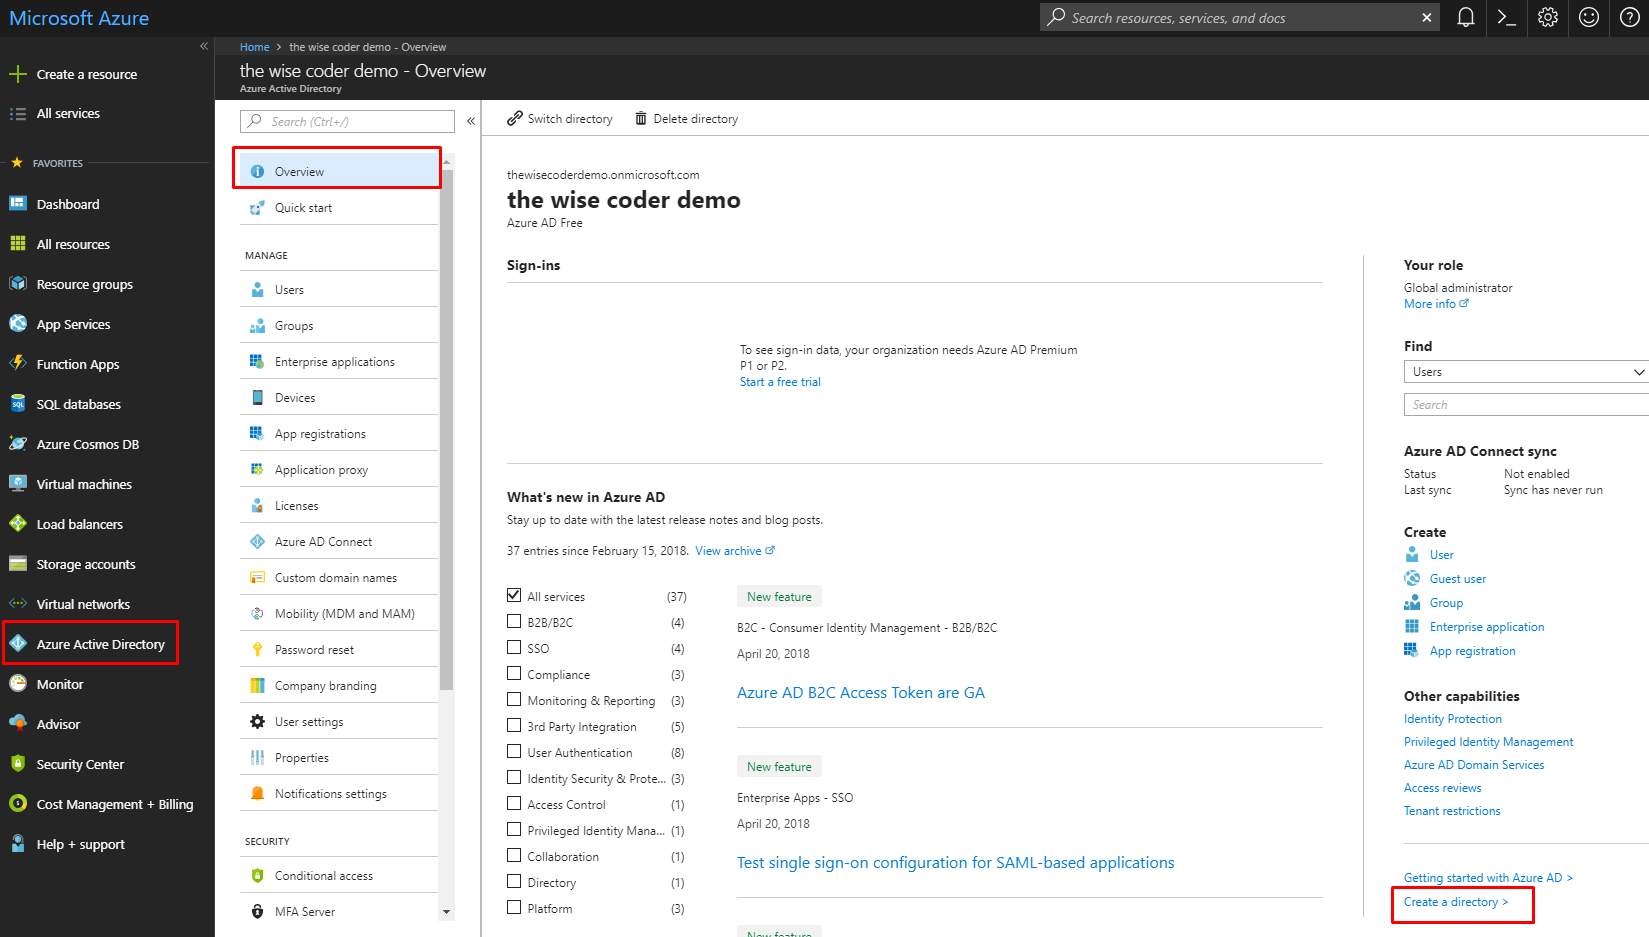 Microsoft Azure
Search resources, services, and docs
Create a resource
All services
FAVORITES
Dashboard
All resources
Resource groups
App Services
Function Apps
SQL databases
Azure Cosmos DB
Virtual machines
Load balancers
Storage accounts
Virtual networks
Azure Active Directory
Monitor
Advisor
Security Center
Cost Management + Billing
Help + support
Home > the wise coder demo - Overview
the wise coder demo - Overview
Azure Active Directory
Search (Ctrl+/)
Overview
Quick start
MANAGE
Users
Groups
Enterprise applications
Devices
App registrations
Application proxy
Licenses
Azure AD Connect
Custom domain names
Mobility (MDM and MAM)
Password reset
Company branding
User settings
Properties
Notifications settings
SECURITY
Conditional access
MFA Server
Switch directory Delete directory
thewisecoderdemo.onmicrosoft.com
the wise coder demo
Azure AD Free
Sign-ins
To see sign-in data, your organization needs Azure AD Premium
P1 or P2.
Start a free trial
What's new in Azure AD
Stay up to date with the latest release notes and blog posts.
37 entries since February 15, 2018. View archive
All services (37)
B2B/B2C (4)
SSO (4)
Compliance (3)
Monitoring & Reporting (3)
3rd Party Integration (5)
User Authentication (8)
Identity Security & Prote... (3)
Access Control (1)
Privileged Identity Mana... (1)
Collaboration (1)
Directory (1)
Platform (3)
New feature
B2C - Consumer Identity Management - B2B/B2C
April 20, 2018
Azure AD B2C Access Token are GA
New feature
Enterprise Apps - SSO
April 20, 2018
Test single sign-on configuration for SAML-based applications
New feature
Your role
Global administrator
More info
Find
Users
Search
Azure AD Connect sync
Status Not enabled
Last sync Sync has never run
Create
User
Guest user
Group
Enterprise application
App registration
Other capabilities
Identity Protection
Privileged Identity Management
Azure AD Domain Services
Access reviews
Tenant restrictions
Getting started with Azure AD >
Create a directory >